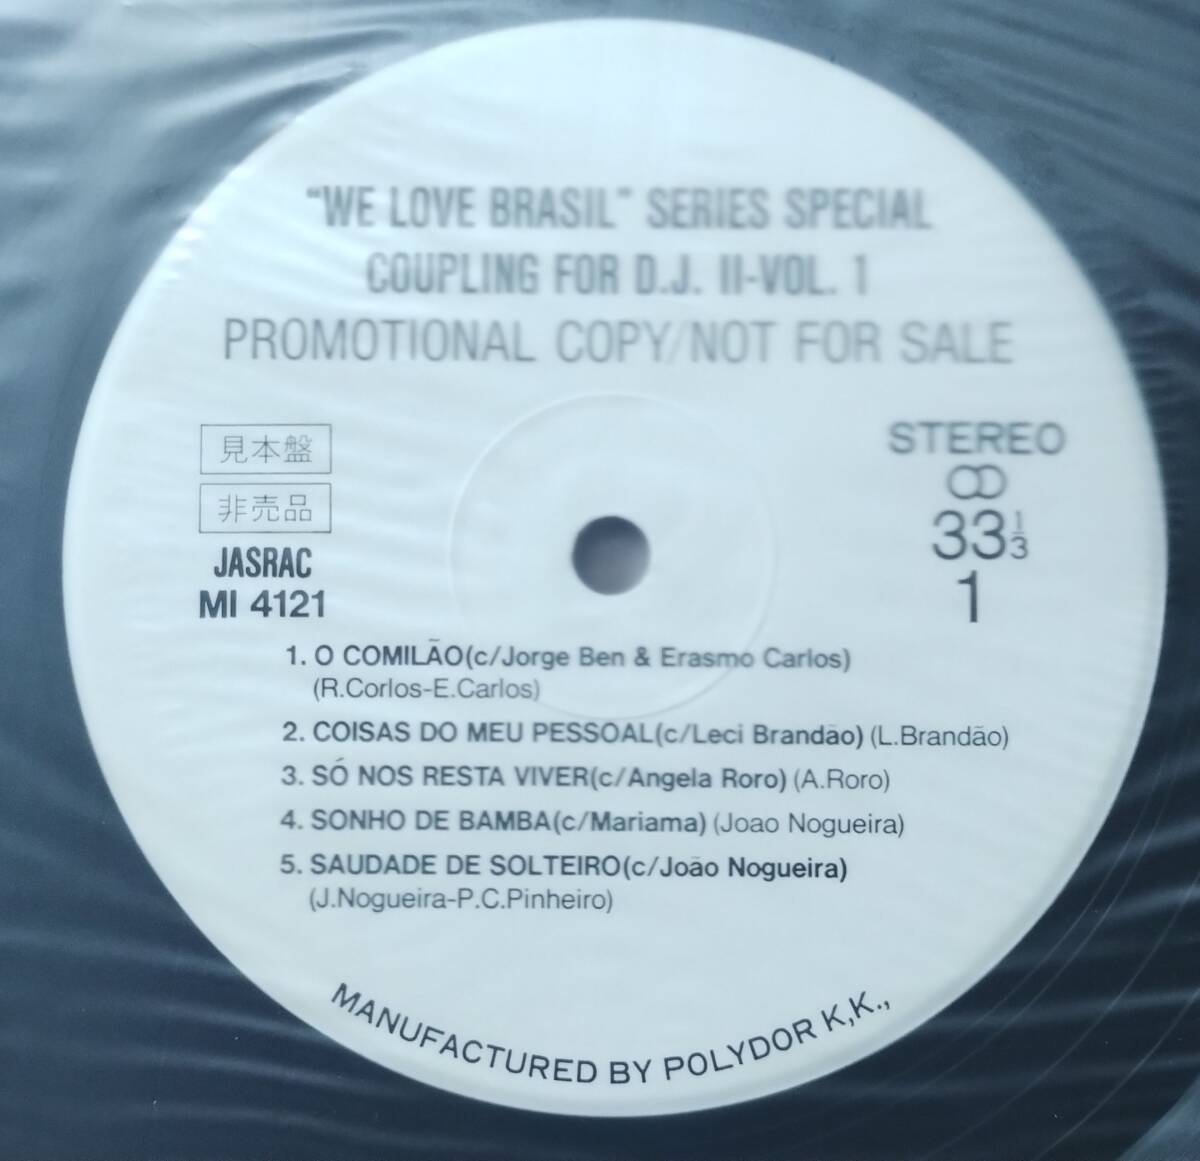 "WE LOVE BRASIL" SERIES SPECIAL
COUPLING FOR D.J. II-VOL. 1
PROMOTIONAL COPY/NOT FOR SALE
見本盤
非売品
JASRAC
MI 4121
STEREO
33 1/3
1
1. O COMILÃO(c/Jorge Ben & Erasmo Carlos)
(R.Corlos-E.Carlos)
2. COISAS DO MEU PESSOAL(c/Leci Brandão) (L.Brandão)
3. SÓ NOS RESTA VIVER(c/Angela Roro) (A.Roro)
4. SONHO DE BAMBA(c/Mariama) (Joao Nogueira)
5. SAUDADE DE SOLTEIRO(c/João Nogueira)
(J.Nogueira-P.C.Pinheiro)
MANUFACTURED BY POLYDOR K.K.,